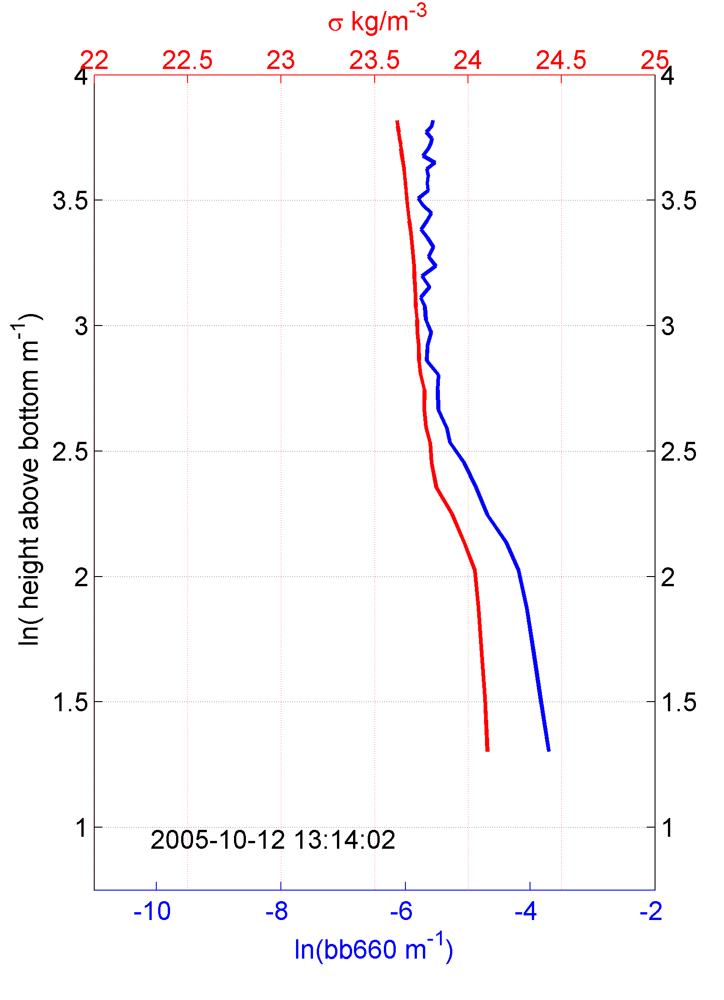 σ kg/m-3
22 22.5 23 23.5 24 24.5 25
4 4
3.5 3.5
3 3
2.5 2.5
2 2
1.5 1.5
1 1
ln( height above bottom m-1)
2005-10-12 13:14:02
-10 -8 -6 -4 -2
ln(bb660 m-1)